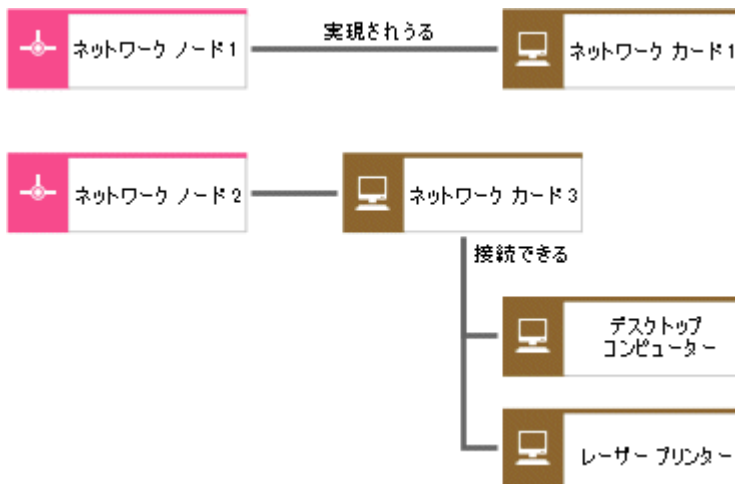 ネットワーク ノード1
実現されうる
ネットワーク カード1
ネットワーク ノード2
ネットワーク カード3
接続できる
デスクトップ
コンピューター
レーザー プリンター